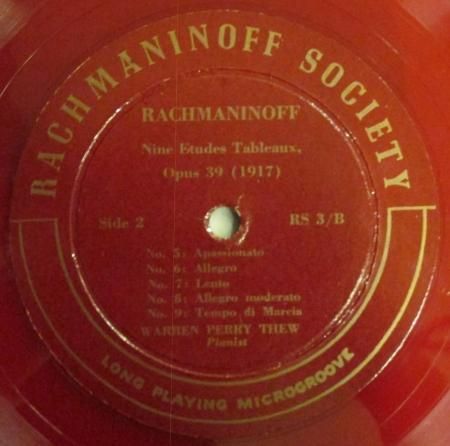 RACHMANINOFF SOCIETY
RACHMANINOFF
Nine Etudes Tableaux,
Opus 39 (1917)
Side 2 RS 3/B
No. 5: Apassionato
No. 6: Allegro
No. 7: Lento
No. 8: Allegro moderato
No. 9: Tempo di Marcia
WARREN PERRY THEW
Pianist
LONG PLAYING MICROGROOVE